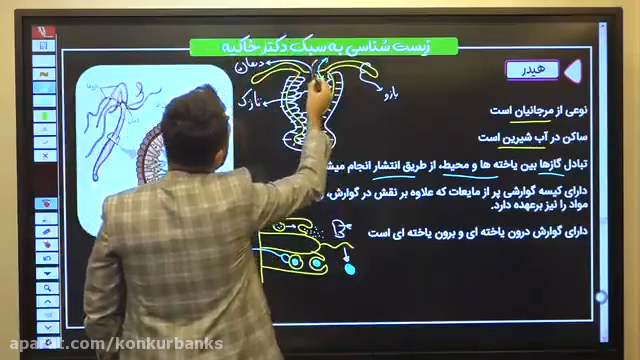 زیست شناسی به سبک دکتر خاکپه
هیدر
دهان
بازو
تاژک
نوعی از مرجانیان است
ساکن در آب شیرین است
تبادل گازها بین یاخته ها و محیط، از طریق انتشار انجام میش
دارای کیسه گوارشی پر از مایعات که علاوه بر نقش در گوارش،
مواد را نیز برعهده دارد.
دارای گوارش درون یاخته ای و برون یاخته ای است
aparat.com/konkurbanks